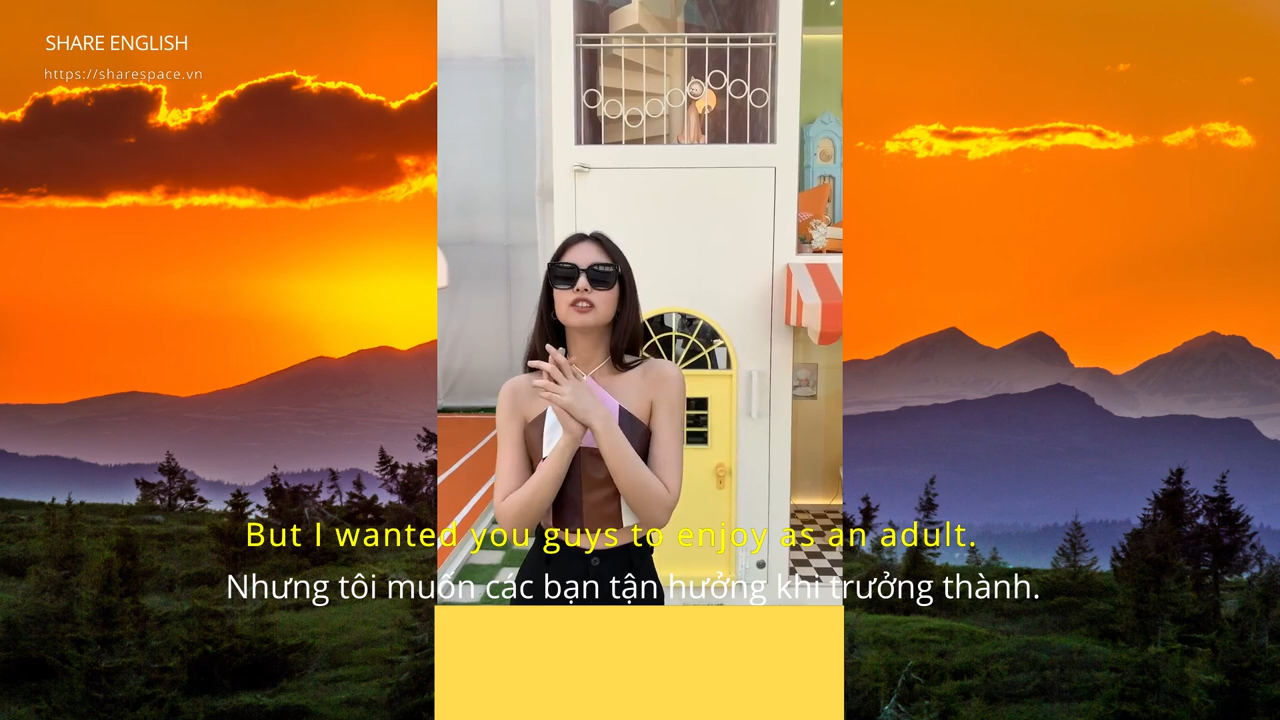 SHARE ENGLISH
https://sharespace.vn
But I wanted you guys to enjoy as an adult.
Nhưng tôi muốn các bạn tận hưởng khi trưởng thành.